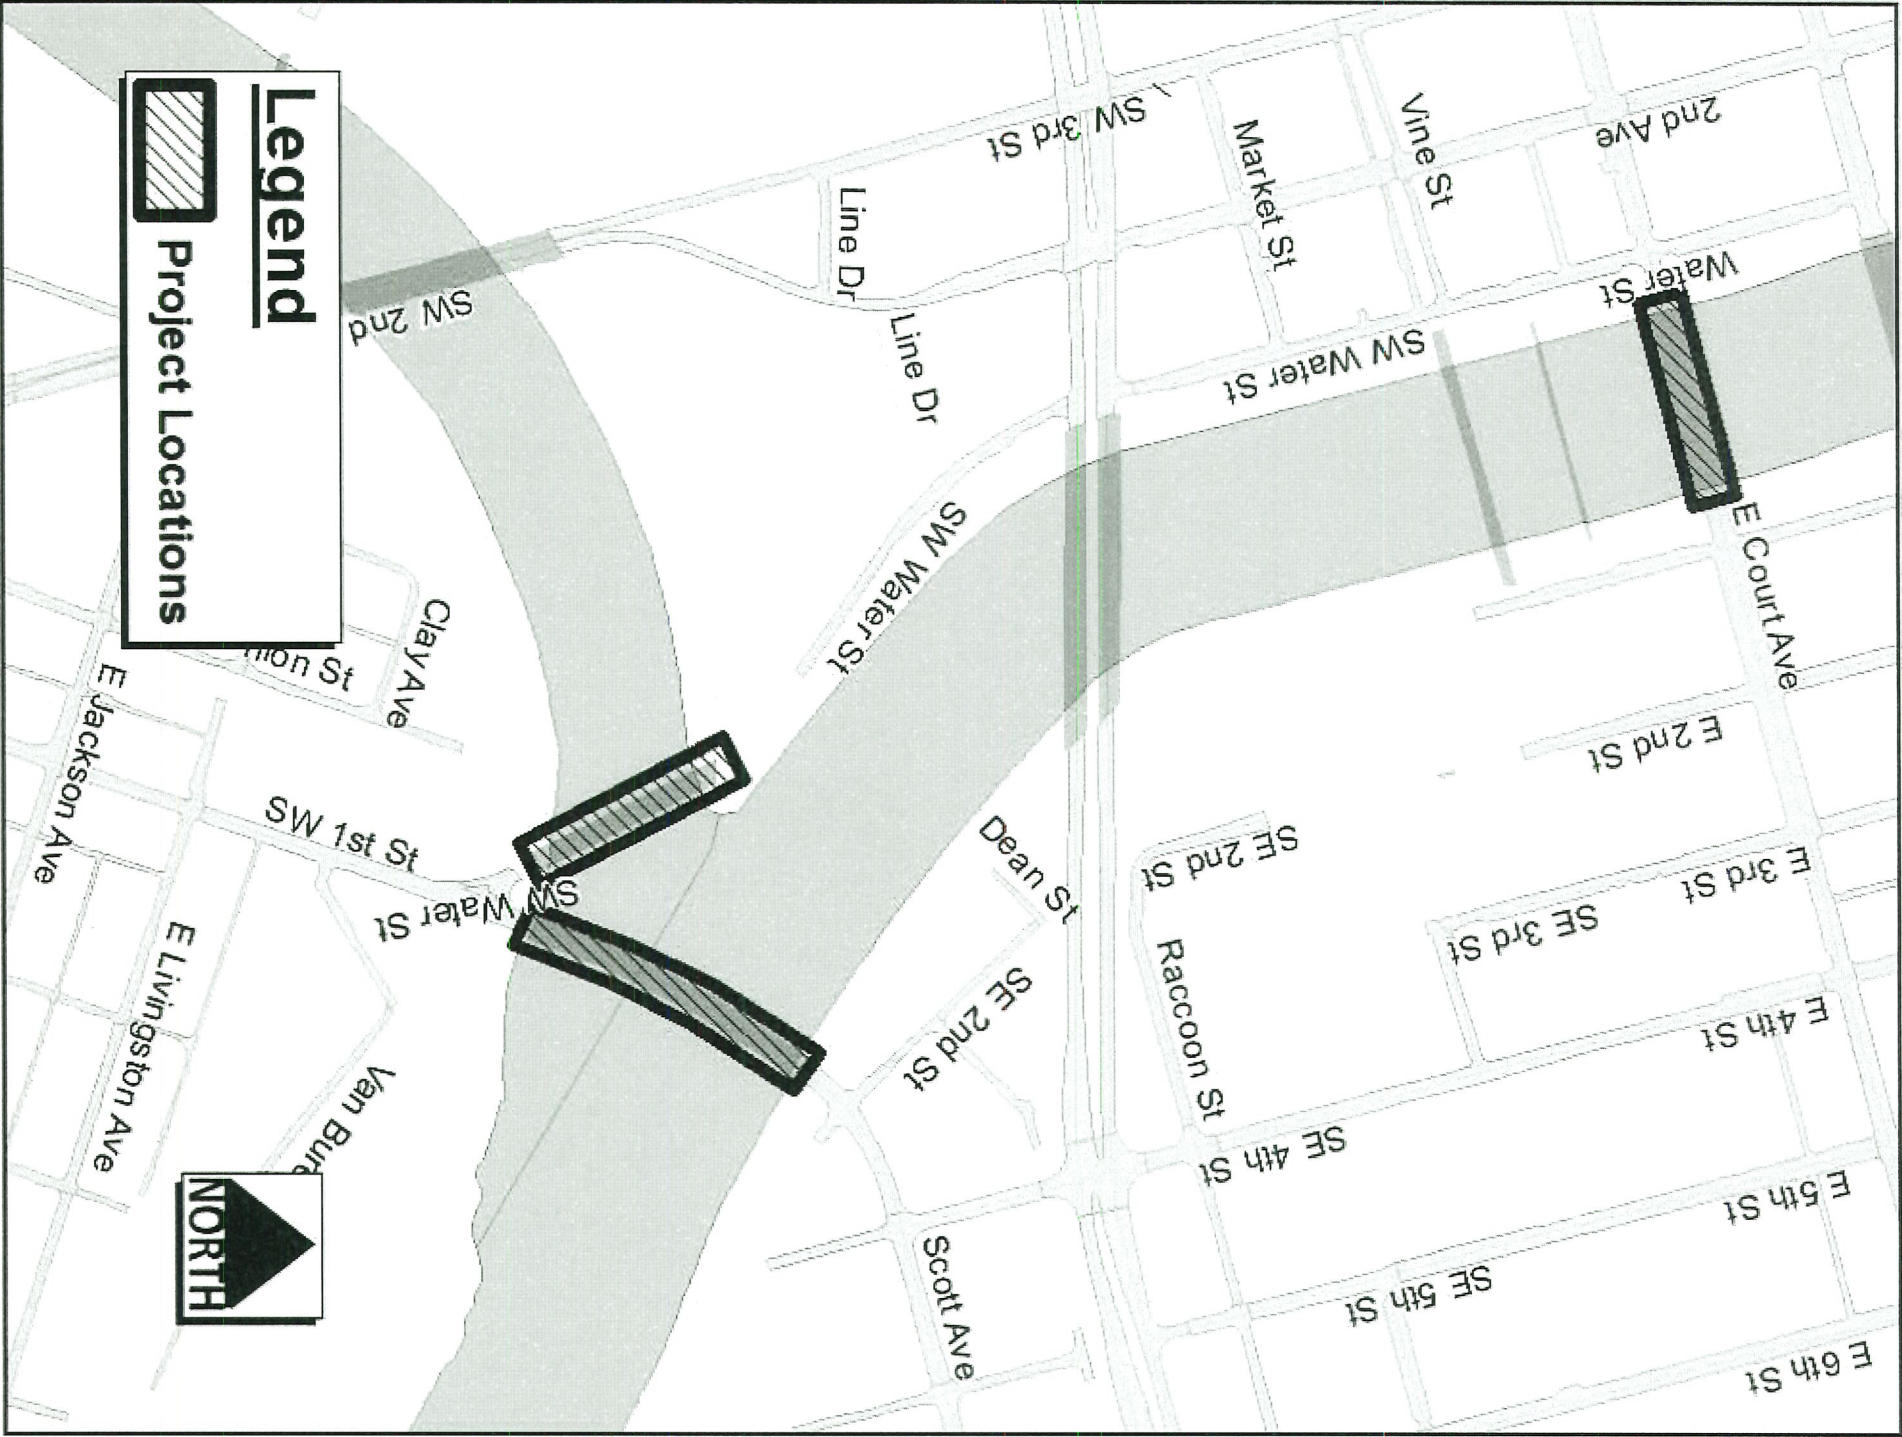 2nd Ave
Vine St
Market St
SW 3rd St
Line Dr
Line Dr
SW 2nd
Water St
SW Water St
SW Water St
E Court Ave
E 2nd St
SE 2nd St
E 3rd St
SE 3rd St
Dean St
SE 2nd St
Raccoon St
E 4th St
SE 4th St
E 5th St
SE 5th St
E 6th St
Scott Ave
SW Water St
SW 1st St
Clay Ave
E Jackson Ave
E Livingston Ave
Legend
Project Locations
NORTH